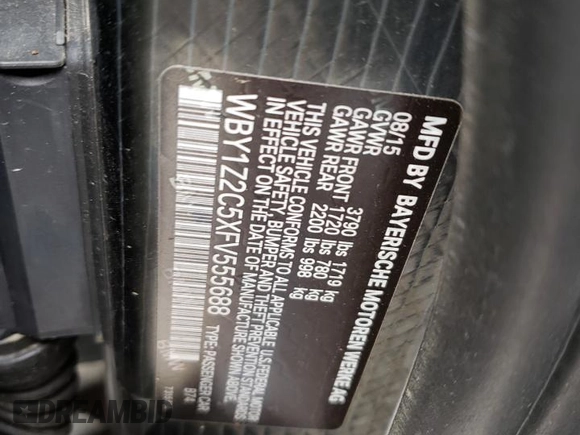 MFD BY BAYERISCHE MOTOREN WERKE AG
08/15
GVWR 3790 lbs 1719 kg
GAWR FRONT 1720 lbs 780 kg
GAWR REAR 2200 lbs 998 kg
THIS VEHICLE CONFORMS TO ALL APPLICABLE U.S. FEDERAL MOTOR
VEHICLE SAFETY, BUMPER AND THEFT PREVENTION STANDARDS
IN EFFECT ON THE DATE OF MANUFACTURE SHOWN ABOVE.
WBY1Z2C5XFV555688 TYPE: PASSENGER CAR
DREAMBID